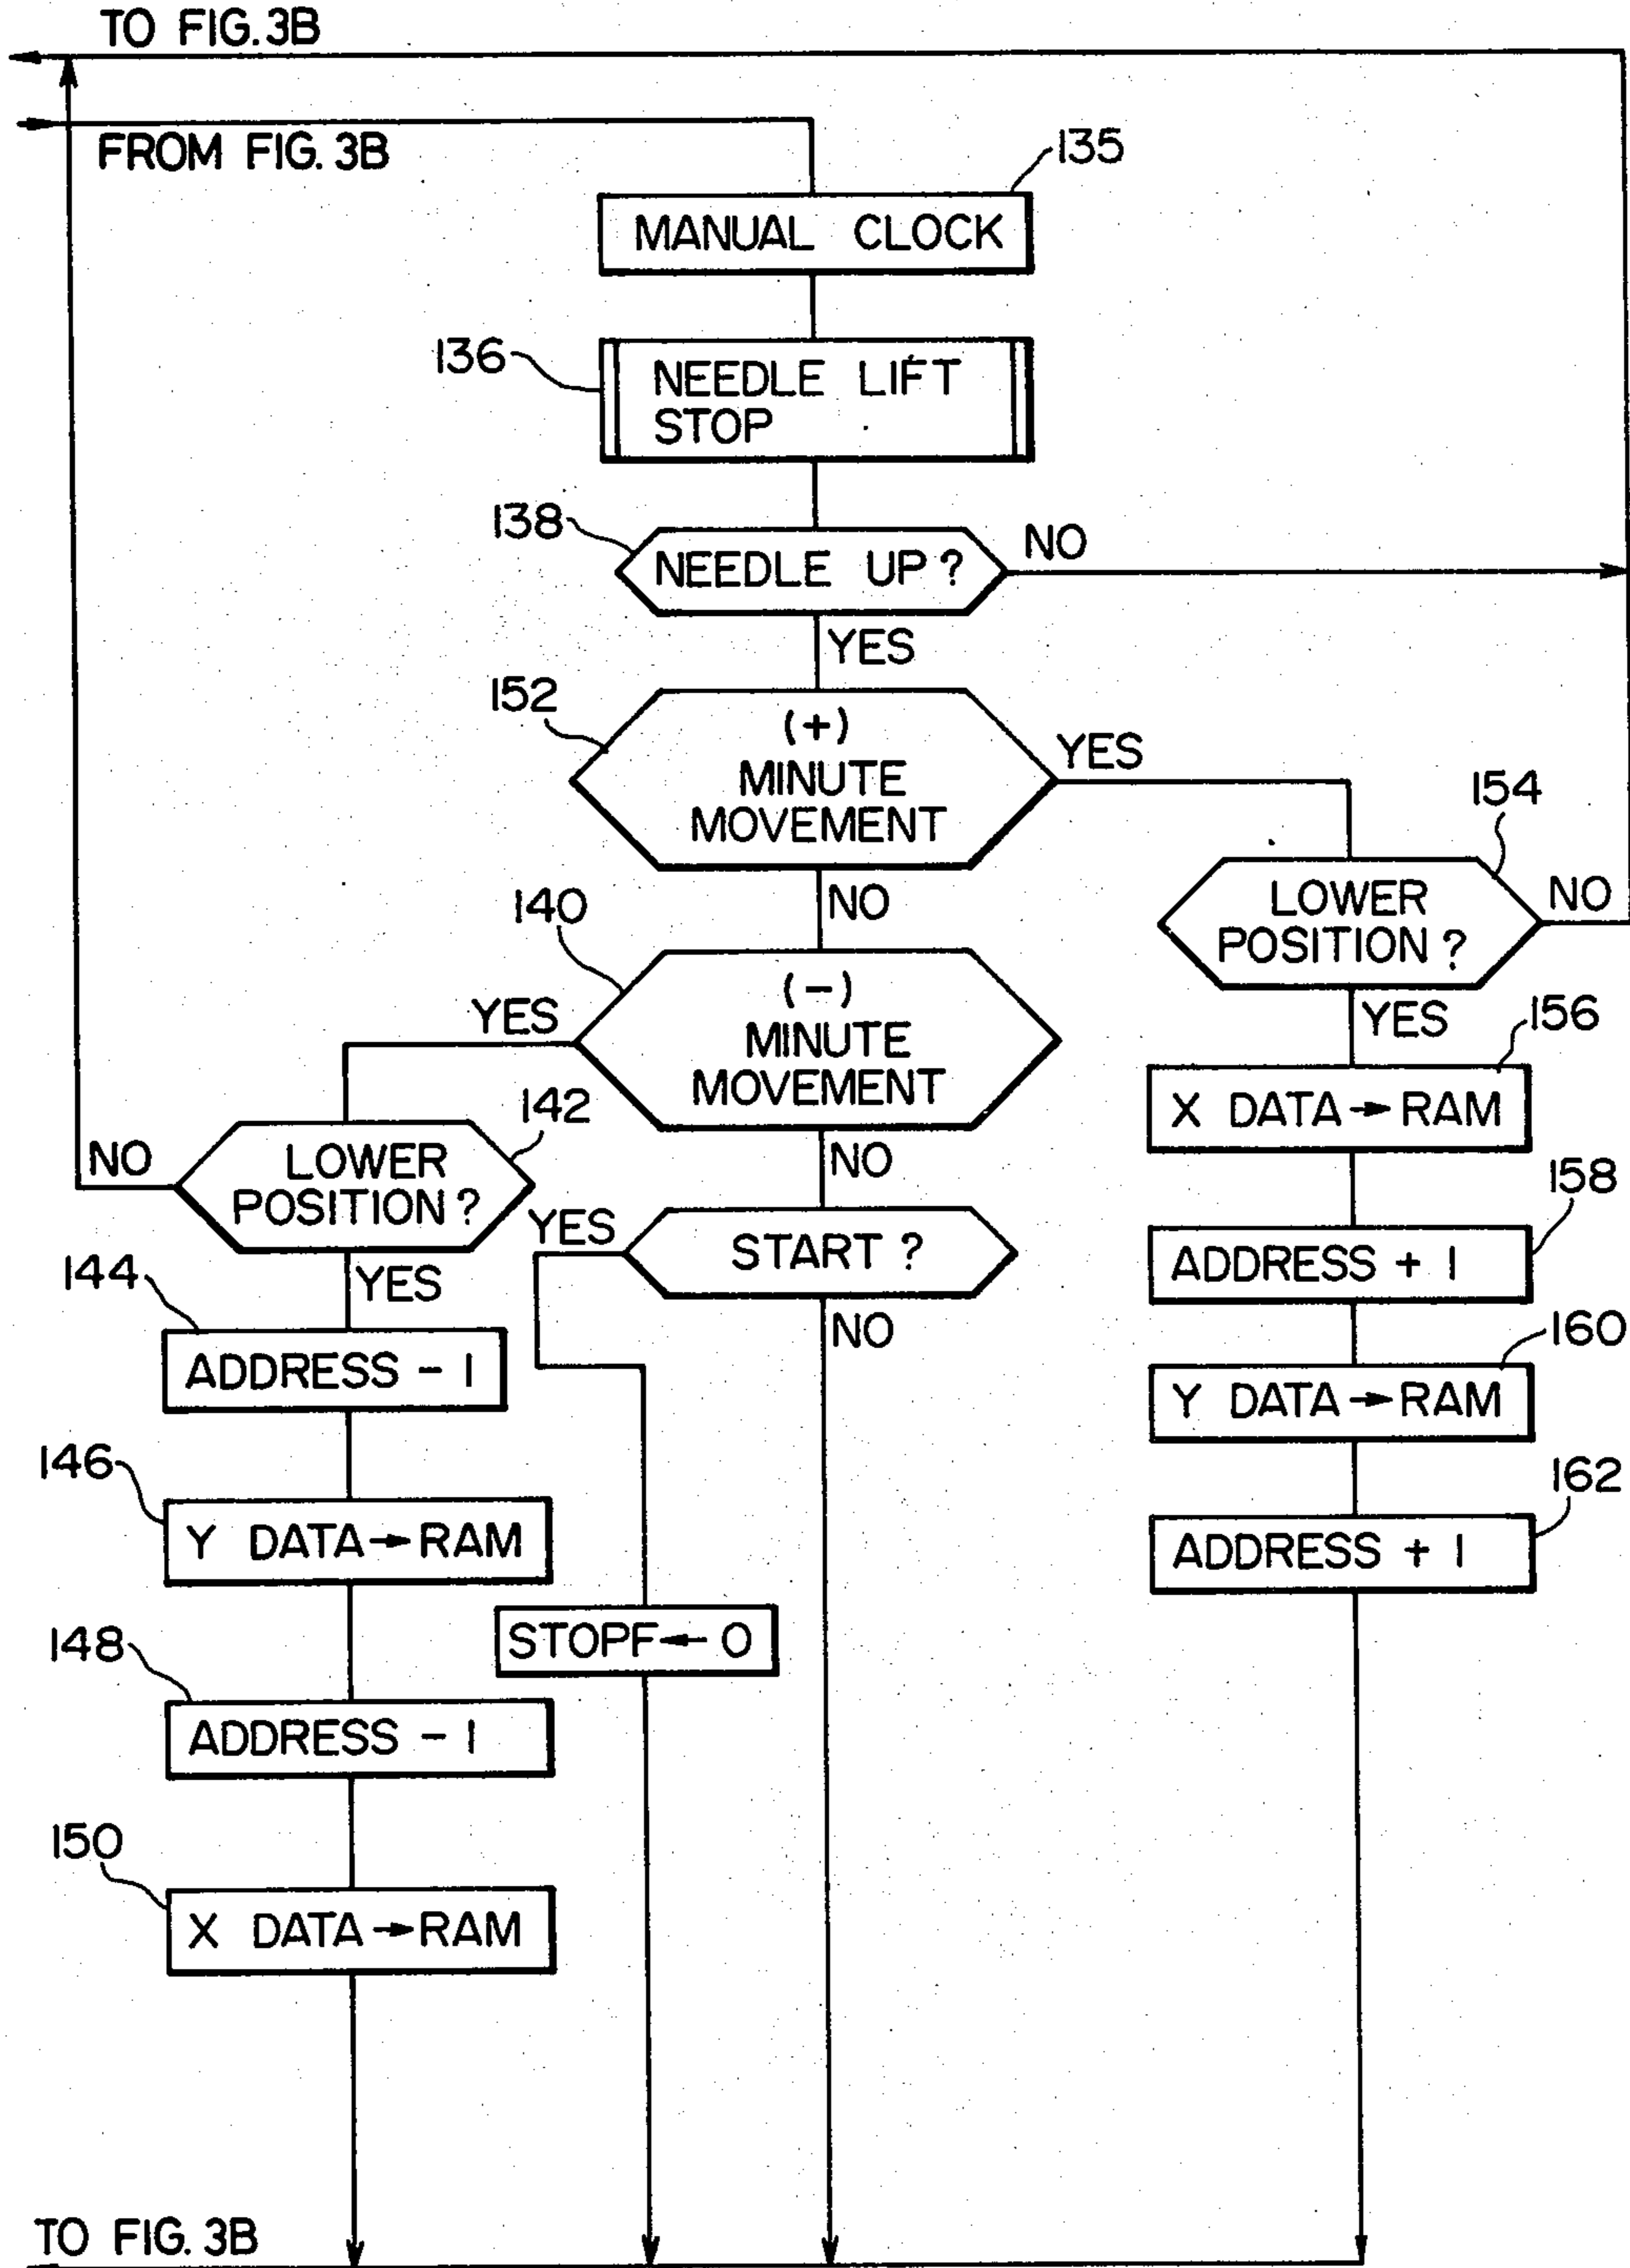 TO FIG. 3B
FROM FIG. 3B
135
MANUAL CLOCK
136
NEEDLE LIFT
STOP
138
NEEDLE UP ?
NO
YES
152
(+)
MINUTE
MOVEMENT
YES
NO
154
LOWER
POSITION ?
NO
YES
140
(-)
MINUTE
MOVEMENT
YES
NO
156
X DATA → RAM
142
LOWER
POSITION ?
NO
YES
START ?
YES
NO
158
ADDRESS + 1
144
ADDRESS - 1
160
Y DATA → RAM
146
Y DATA → RAM
162
ADDRESS + 1
STOPF ← 0
148
ADDRESS - 1
150
X DATA → RAM
TO FIG. 3B